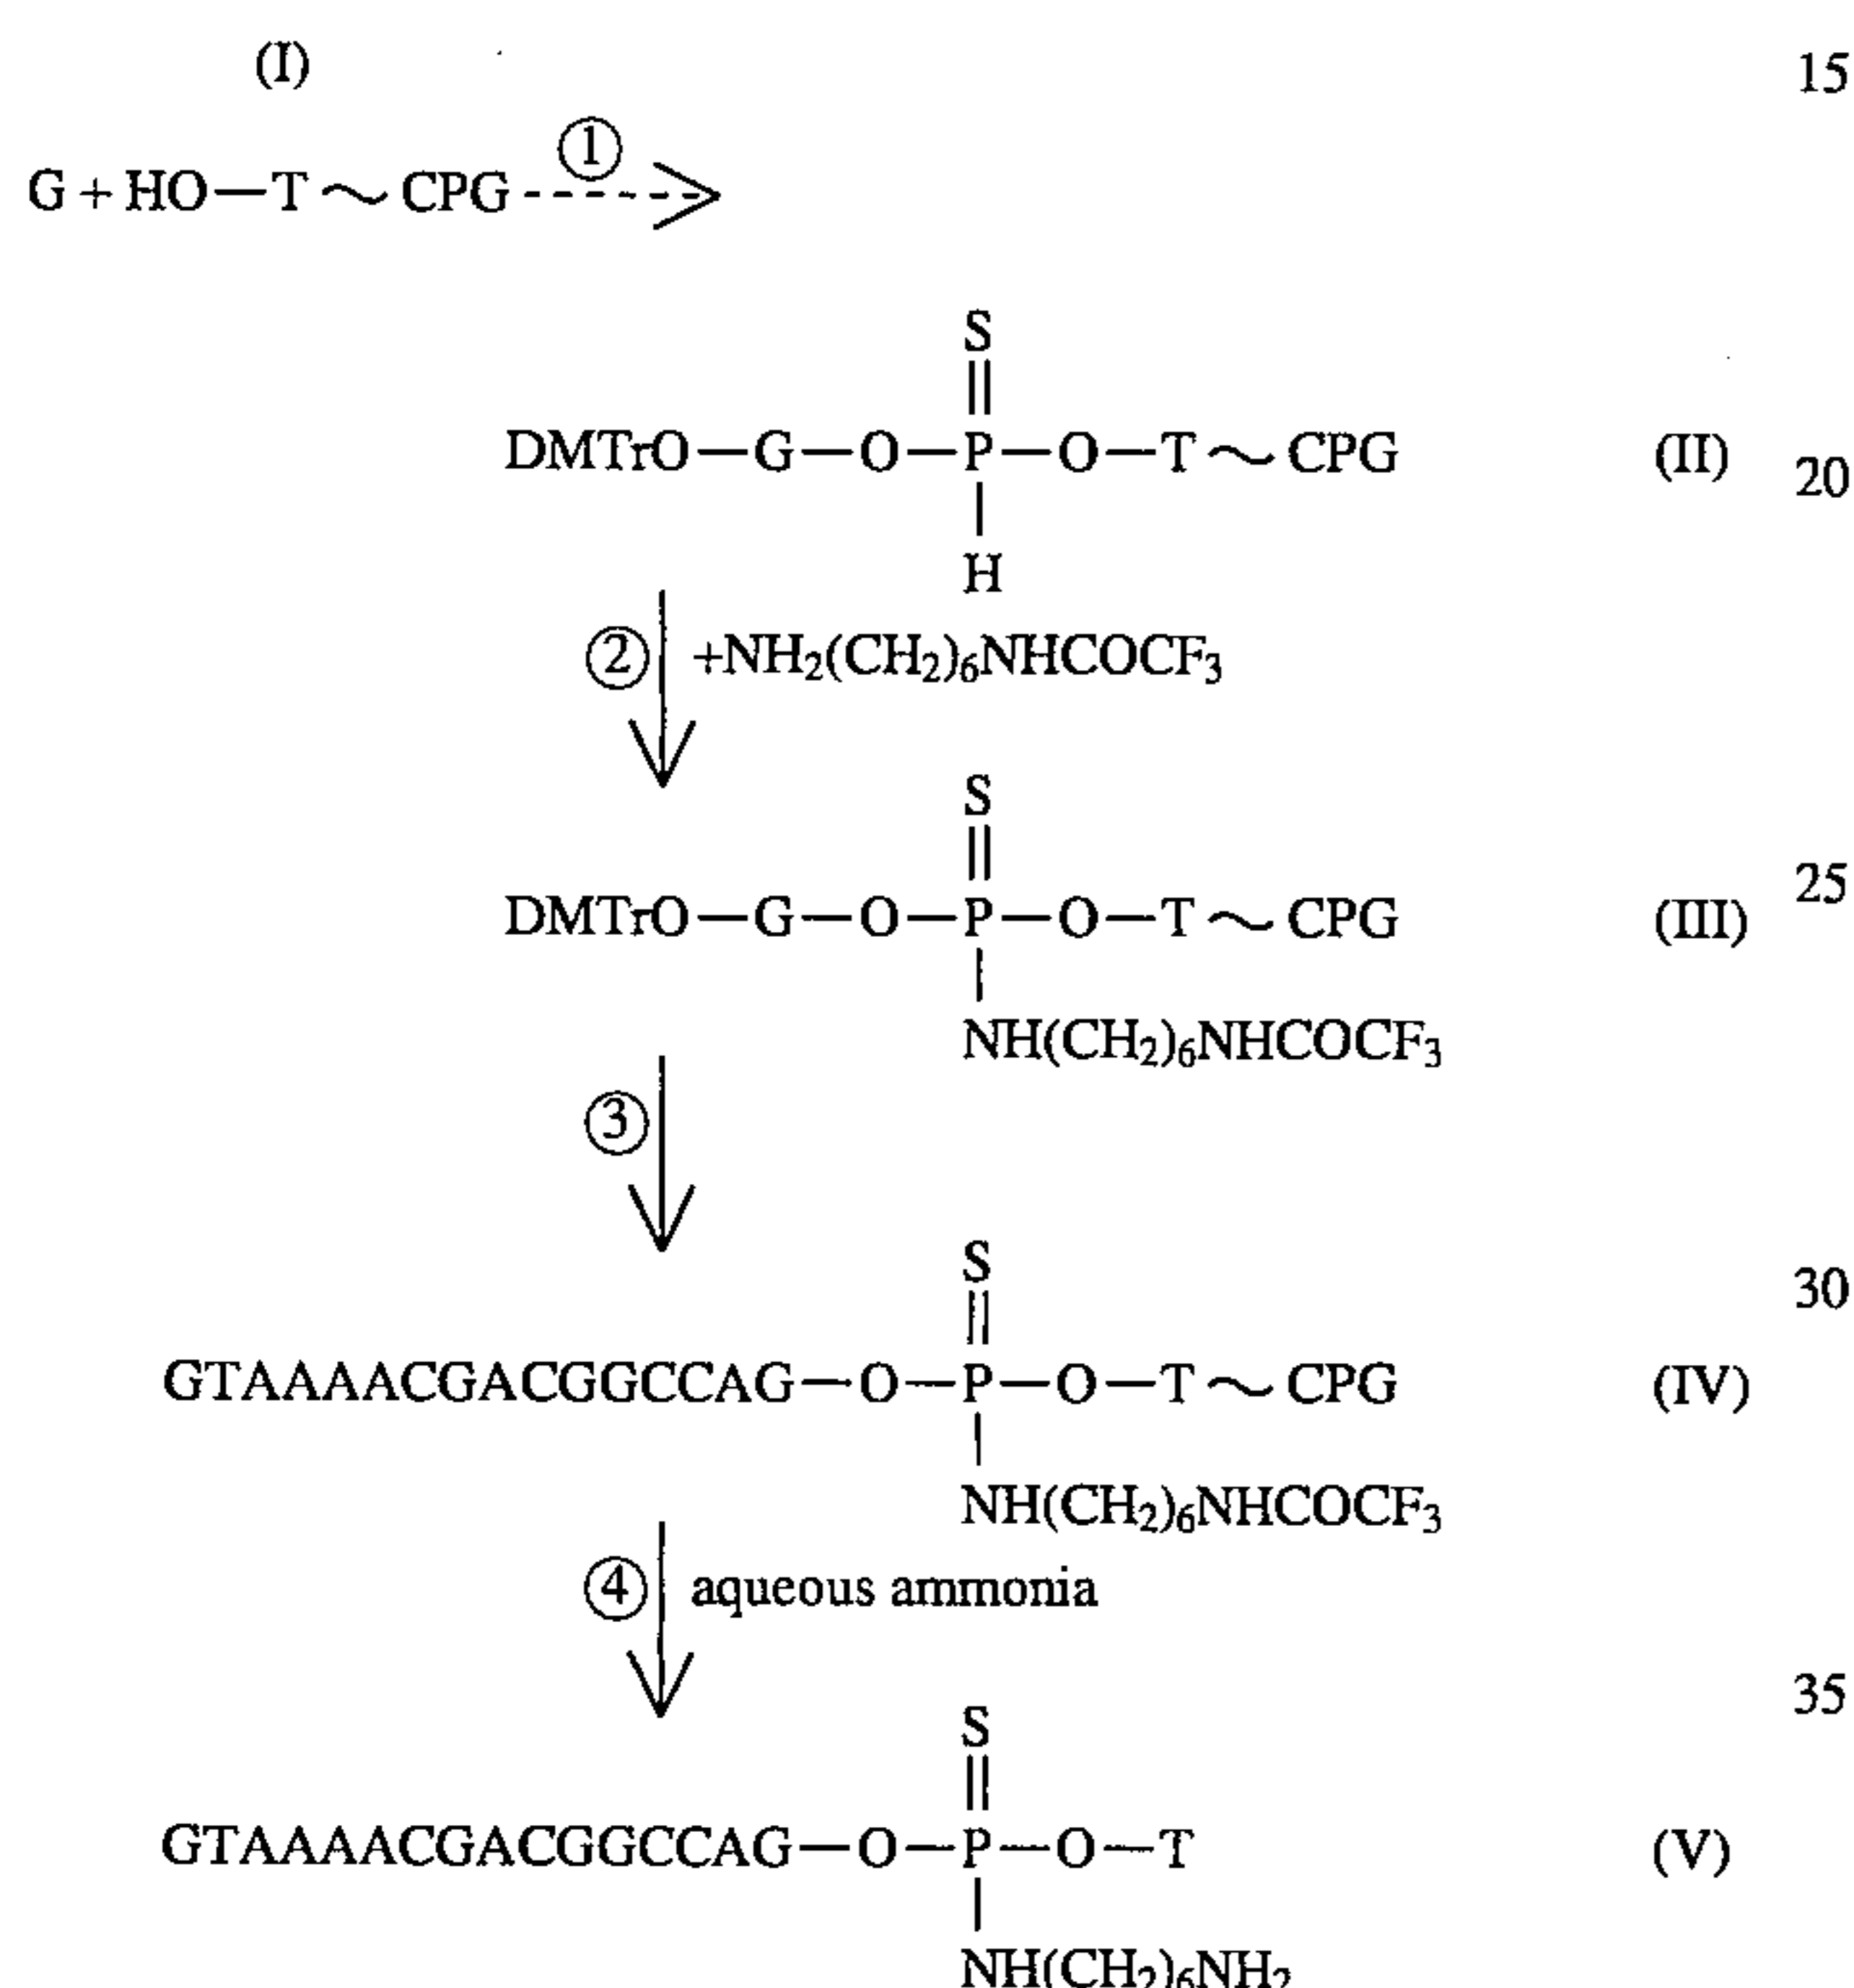 (I) 15
G + HO—T~CPG ①
S
||
DMTrO—G—O—P—O—T~CPG (II) 20
|
H
② +NH₂(CH₂)₆NHCOCF₃
S
||
DMTrO—G—O—P—O—T~CPG (III) 25
|
NH(CH₂)₆NHCOCF₃
③
S
|| 30
GTAAAACGACGGCCAG—O—P—O—T~CPG (IV)
|
NH(CH₂)₆NHCOCF₃
④ aqueous ammonia
35
S
||
GTAAAACGACGGCCAG—O—P—O—T (V)
|
NH(CH₂)₆NH₂